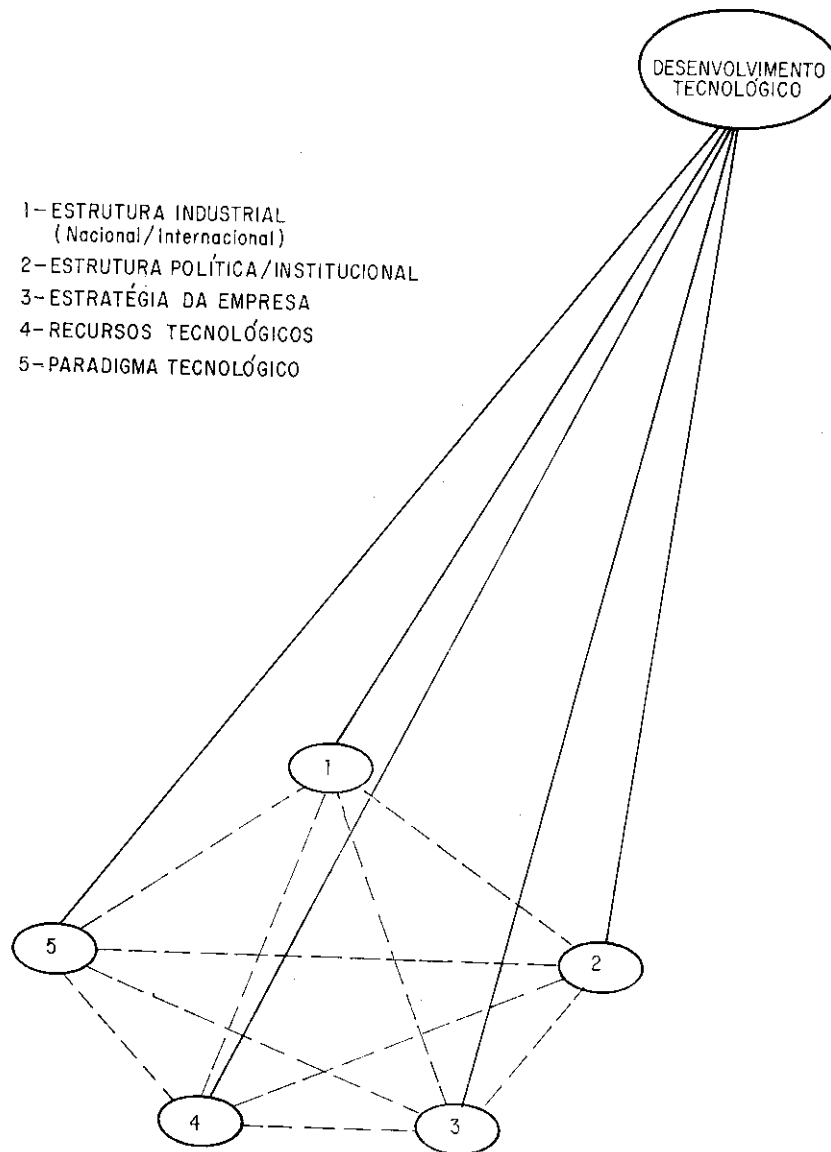 DESENVOLVIMENTO
TECNOLÓGICO
1-ESTRUTURA INDUSTRIAL
(Nacional/Internacional)
2-ESTRUTURA POLÍTICA/INSTITUCIONAL
3-ESTRATÉGIA DA EMPRESA
4-RECURSOS TECNOLÓGICOS
5-PARADIGMA TECNOLÓGICO
1
5
2
4
3